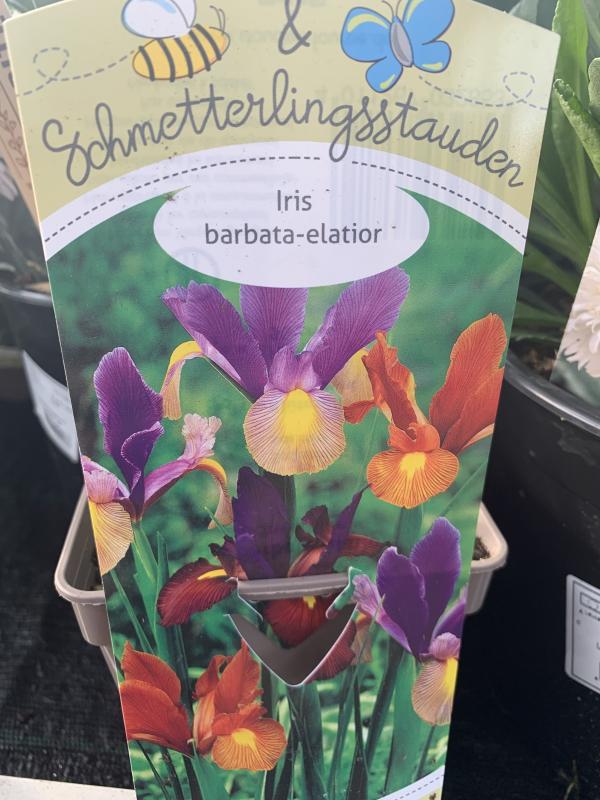 &
Schmetterlingsstauden
Iris
barbata-elatior